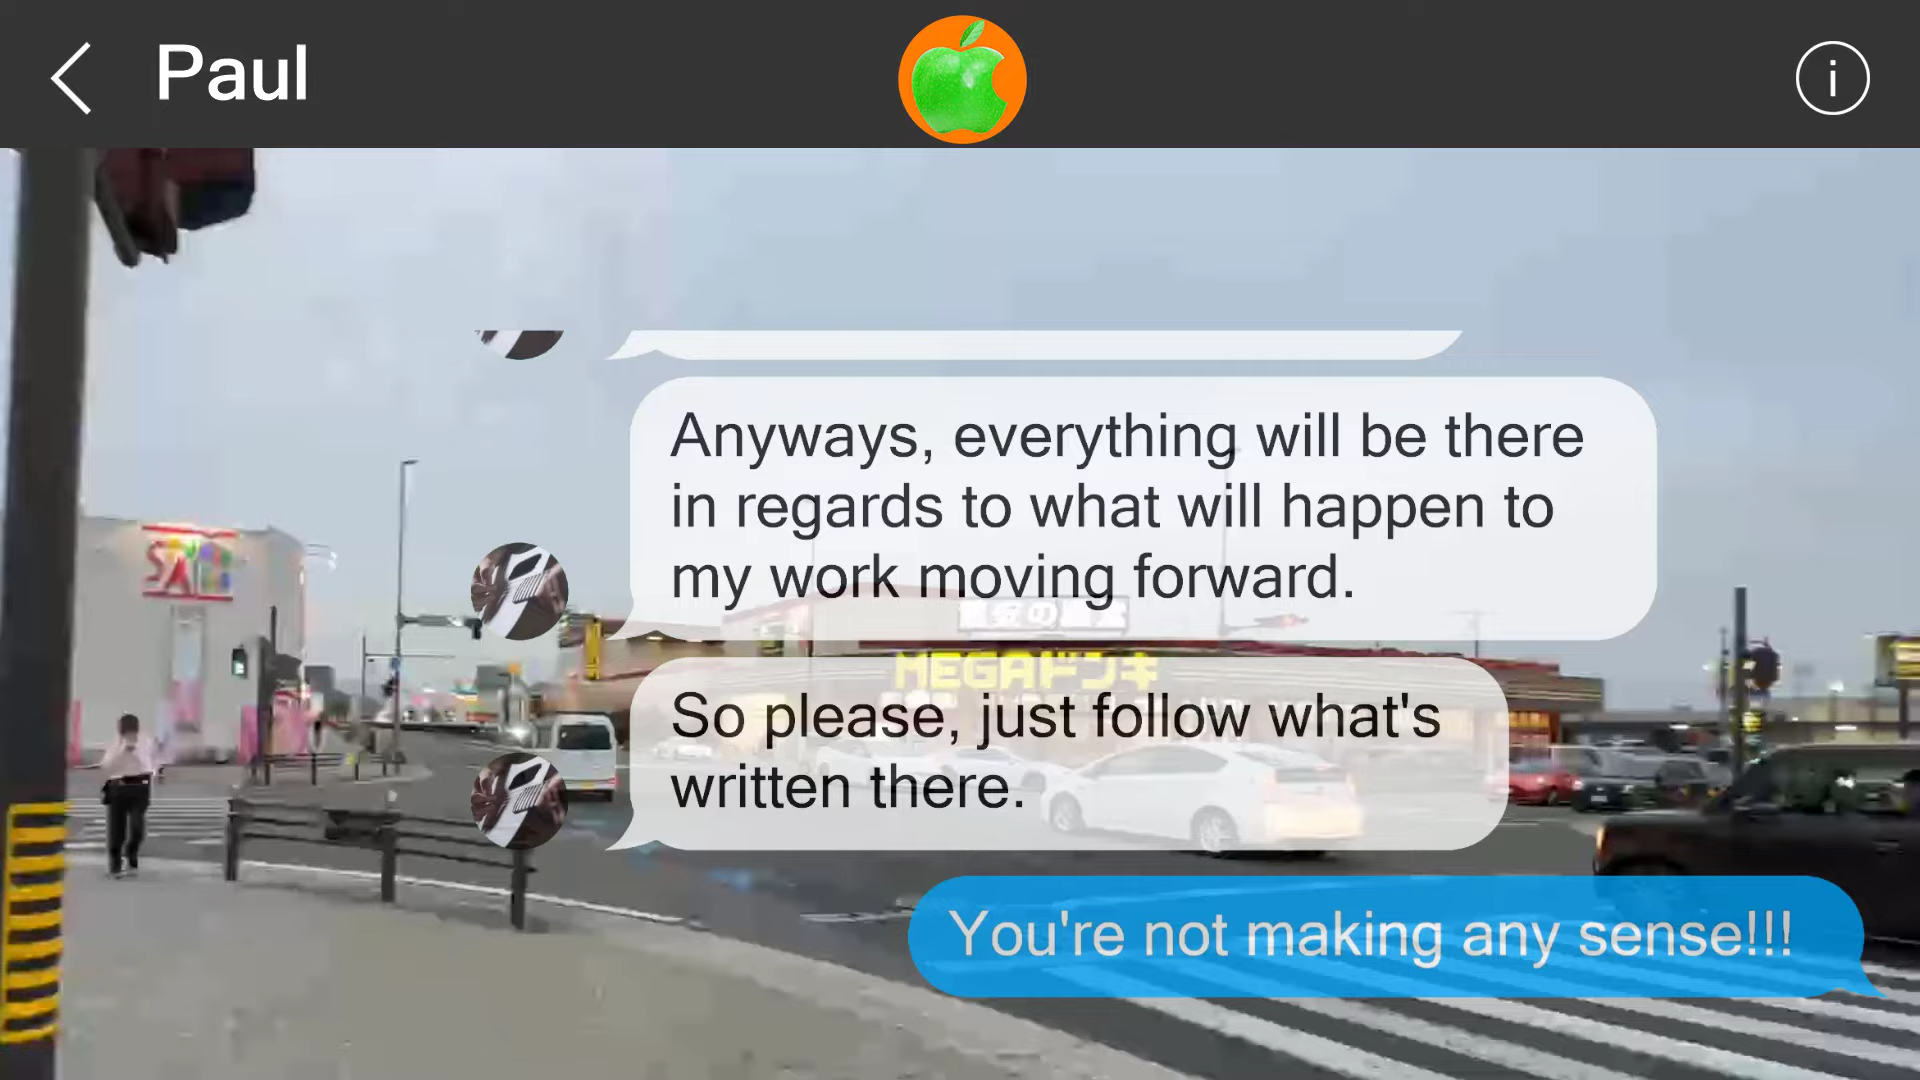 Paul
i
Anyways, everything will be there
in regards to what will happen to
my work moving forward.
MEGAドンキ
So please, just follow what's
written there.
You're not making any sense!!!